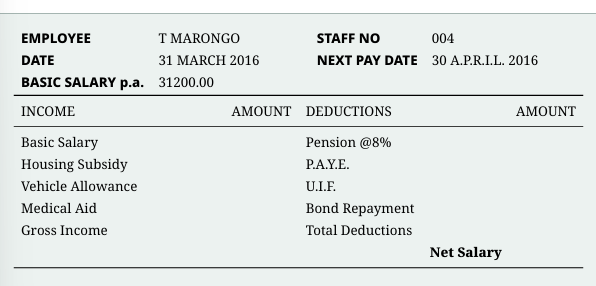 EMPLOYEE T MARONGO STAFF NO 004
DATE 31 MARCH 2016 NEXT PAY DATE 30 A.P.R.I.L. 2016
BASIC SALARY p.a. 31200.00
INCOME AMOUNT DEDUCTIONS AMOUNT
Basic Salary Pension @8%
Housing Subsidy P.A.Y.E.
Vehicle Allowance U.I.F.
Medical Aid Bond Repayment
Gross Income Total Deductions
Net Salary